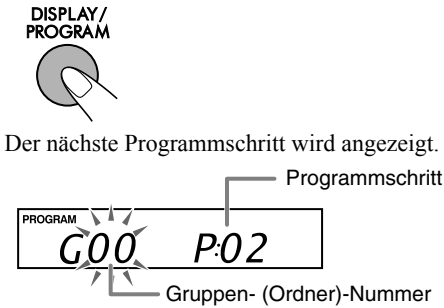 DISPLAY/
PROGRAM
Der nächste Programmschritt wird angezeigt.
Programmschritt
PROGRAM
G00 P:02
Gruppen- (Ordner)-Nummer